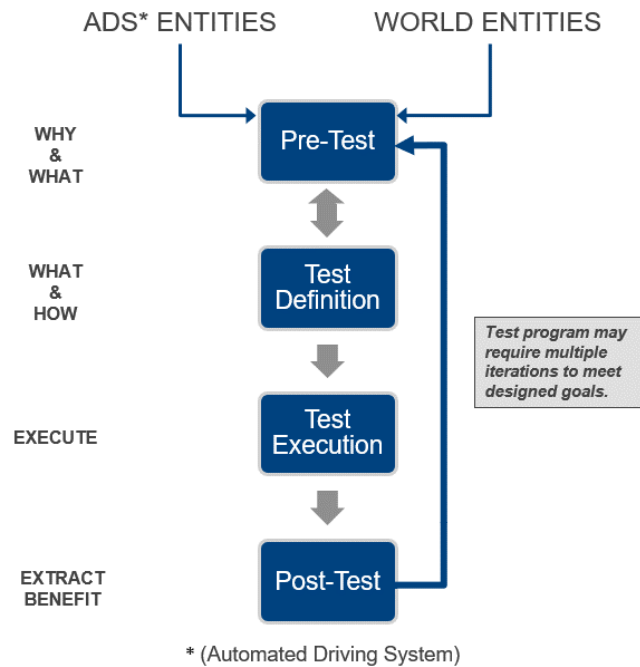 ADS* ENTITIES
WORLD ENTITIES
WHY
&
WHAT
Pre-Test
WHAT
&
HOW
Test
Definition
Test program may
require multiple
iterations to meet
designed goals.
EXECUTE
Test
Execution
EXTRACT
BENEFIT
Post-Test
* (Automated Driving System)